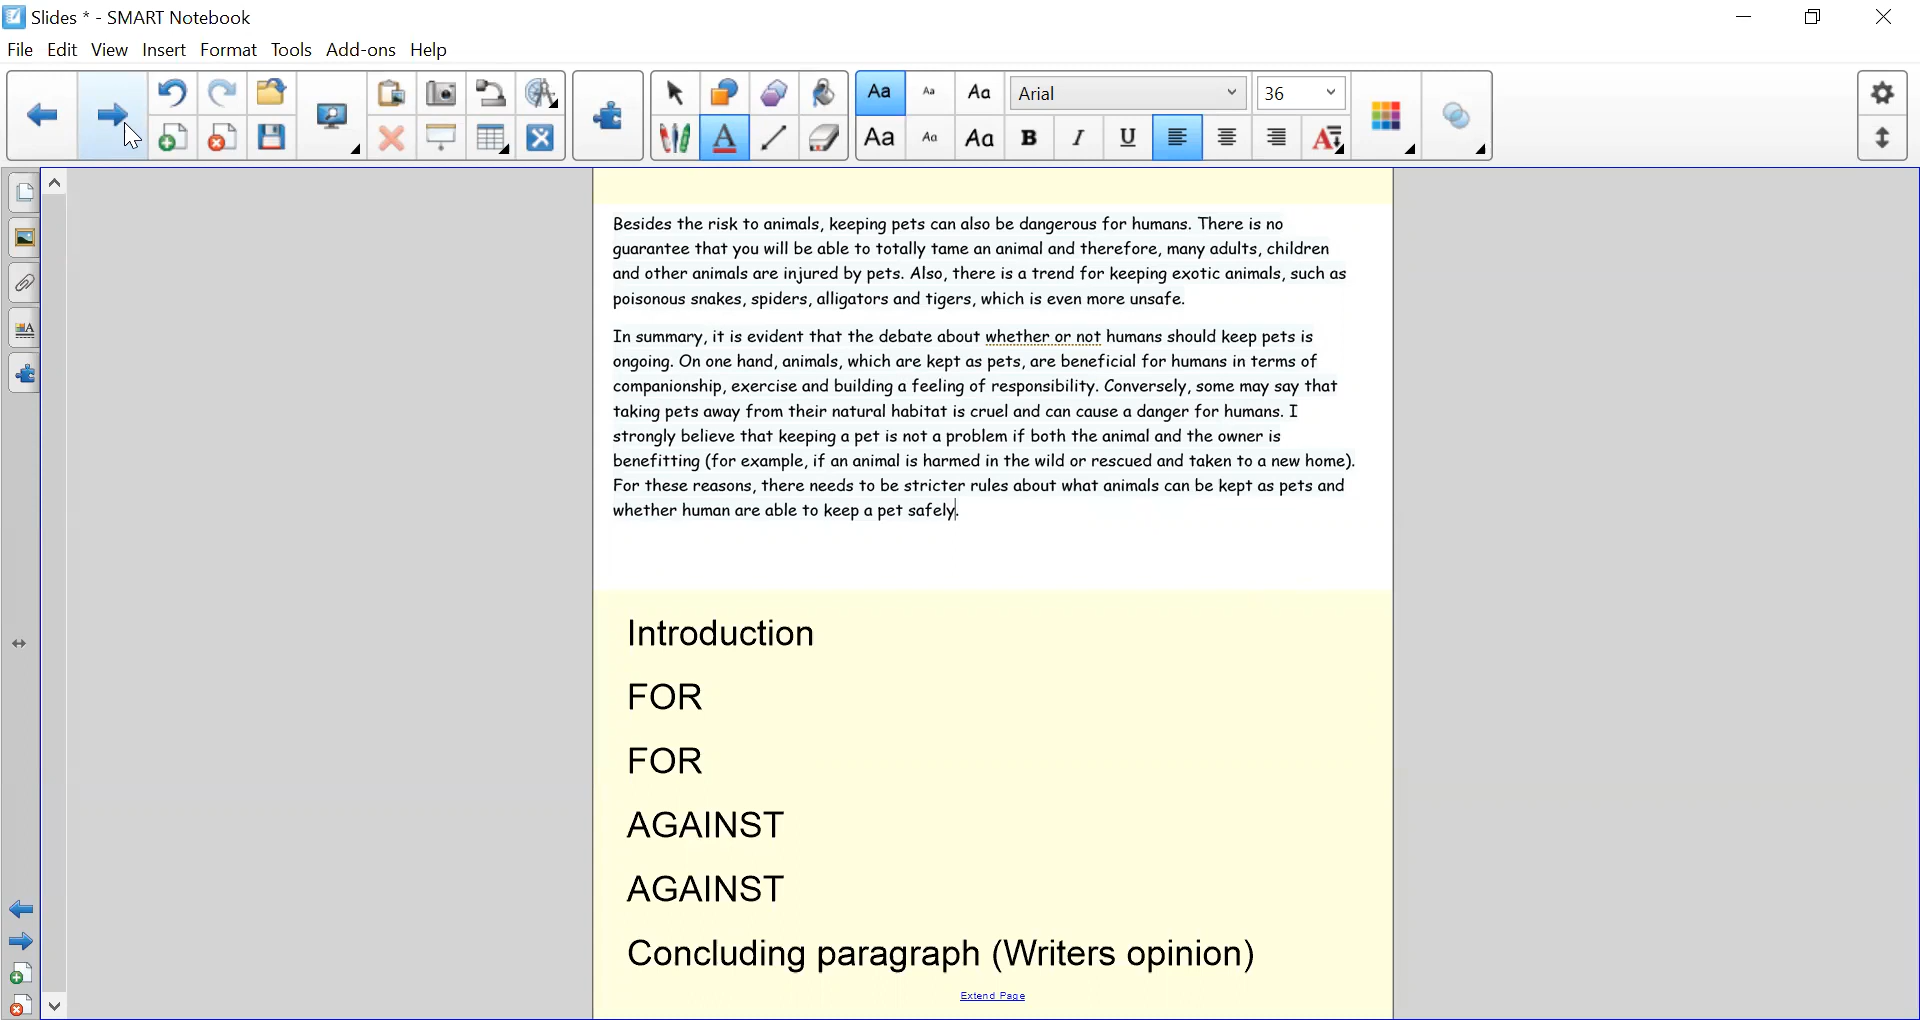 Slides * - SMART Notebook
File Edit View Insert Format Tools Add-ons Help
Aa Aa Aa Arial 36
A Aa Aa Aa B I U A
Besides the risk to animals, keeping pets can also be dangerous for humans. There is no
guarantee that you will be able to totally tame an animal and therefore, many adults, children
and other animals are injured by pets. Also, there is a trend for keeping exotic animals, such as
poisonous snakes, spiders, alligators and tigers, which is even more unsafe.
In summary, it is evident that the debate about whether or not humans should keep pets is
ongoing. On one hand, animals, which are kept as pets, are beneficial for humans in terms of
companionship, exercise and building a feeling of responsibility. Conversely, some may say that
taking pets away from their natural habitat is cruel and can cause a danger for humans. I
strongly believe that keeping a pet is not a problem if both the animal and the owner is
benefitting (for example, if an animal is harmed in the wild or rescued and taken to a new home).
For these reasons, there needs to be stricter rules about what animals can be kept as pets and
whether human are able to keep a pet safely.
Introduction
FOR
FOR
AGAINST
AGAINST
Concluding paragraph (Writers opinion)
Extend Page